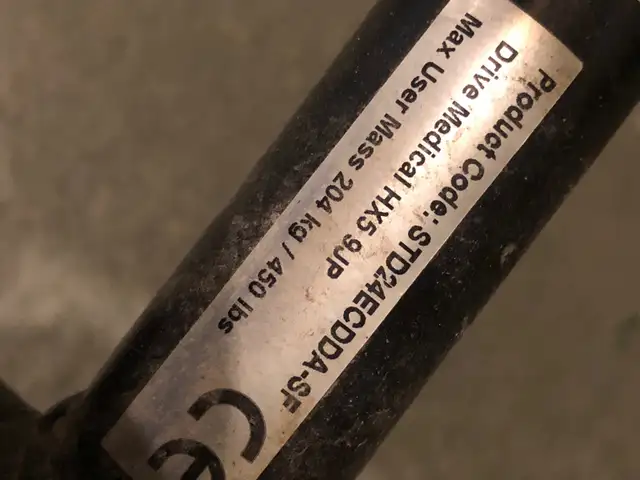 Product Code: STD24ECDDA-SF
Drive Medical HX5 9JP
Max User Mass 204 kg / 450 lbs
CE